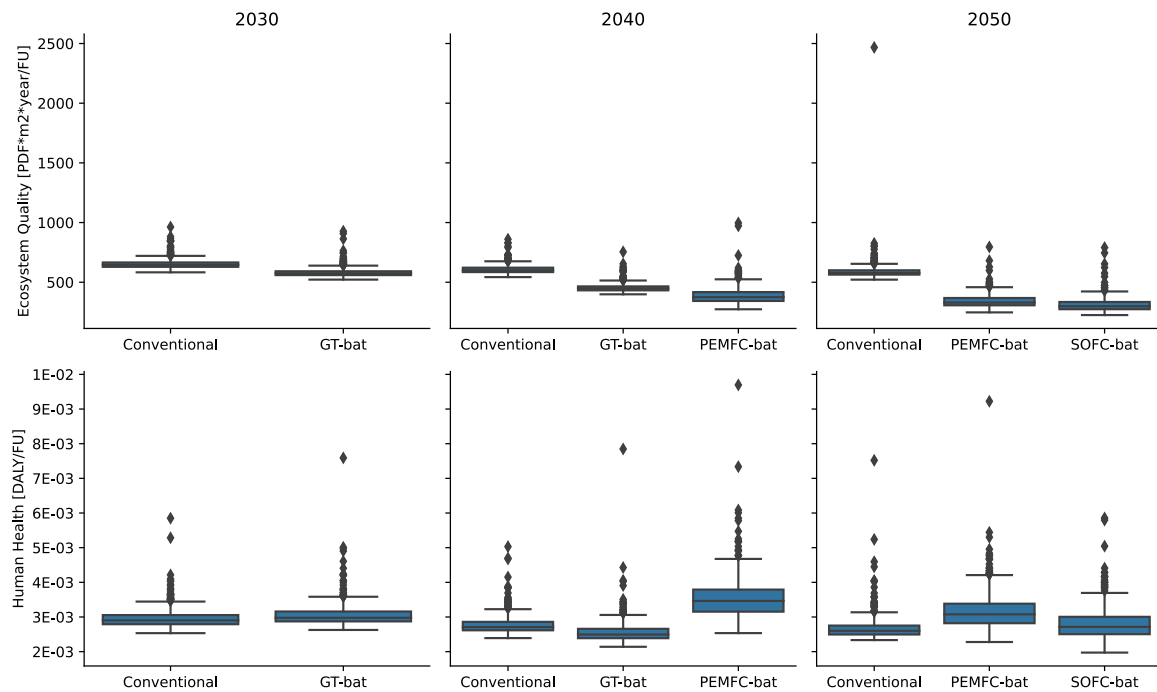 2030 2040 2050
Ecosystem Quality [PDF*m2*year/FU]
2500
2000
1500
1000
500
Conventional GT-bat Conventional GT-bat PEMFC-bat Conventional PEMFC-bat SOFC-bat
Human Health [DALY/FU]
1E-02
9E-03
8E-03
7E-03
6E-03
5E-03
4E-03
3E-03
2E-03
Conventional GT-bat Conventional GT-bat PEMFC-bat Conventional PEMFC-bat SOFC-bat